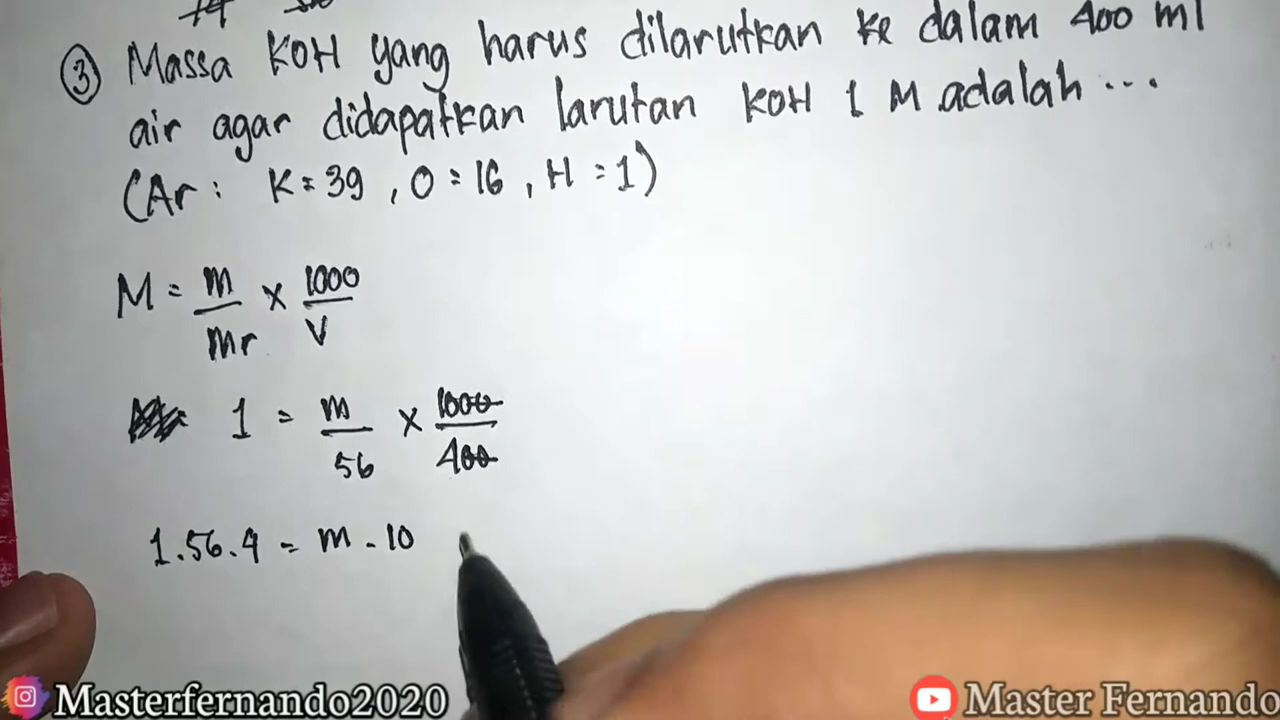 ③ Massa KOH yang harus dilarutkan ke dalam 400 ml
air agar didapatkan larutan KOH 1 M adalah ...
(Ar : K = 39 , O = 16 , H = 1)
M = m/Mr x 1000/V
1 = m/56 x 1000/400
1.56.4 = m . 10
Masterfernando2020
Master Fernando